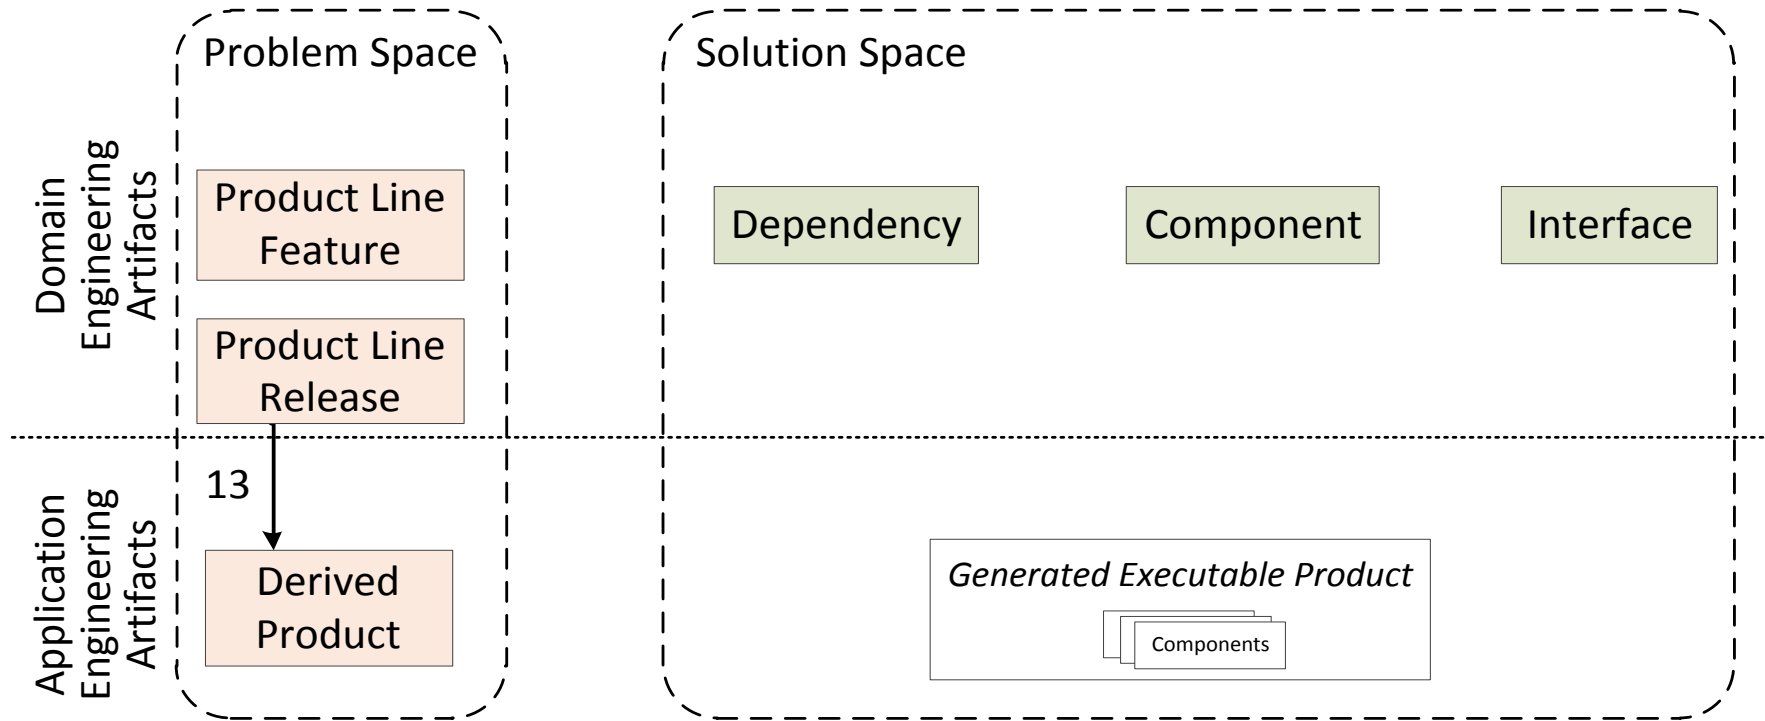 Problem Space
Solution Space
Domain
Engineering
Artifacts
Product Line
Feature
Dependency
Component
Interface
Product Line
Release
13
Application
Engineering
Artifacts
Derived
Product
Generated Executable Product
Components